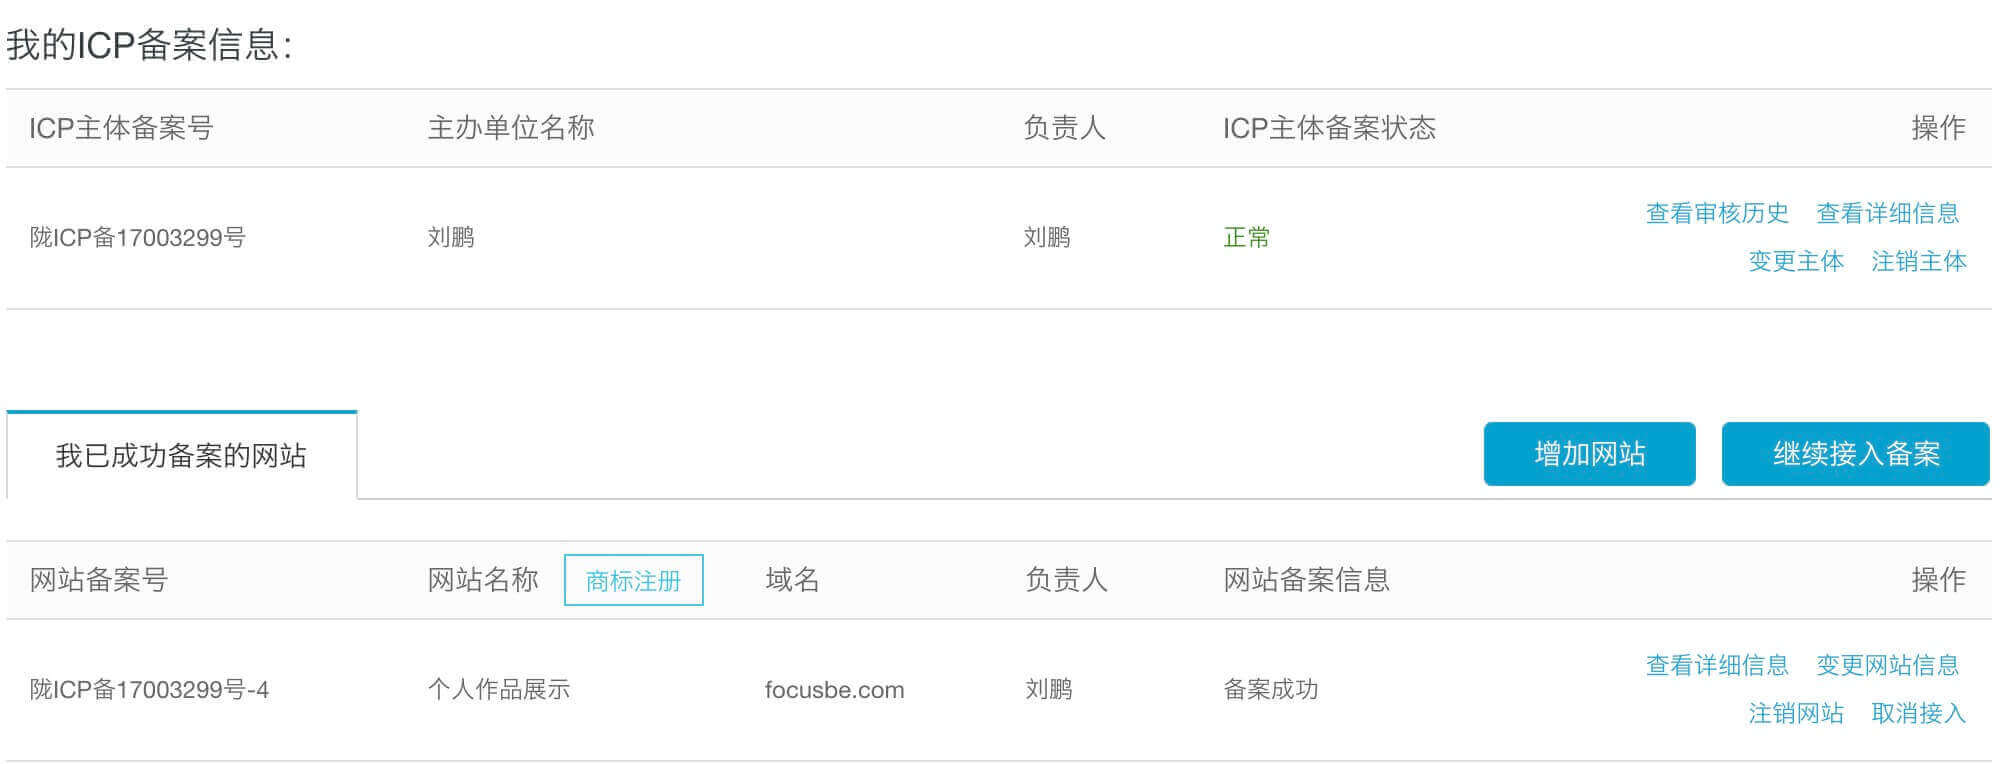 我的ICP备案信息：
ICP主体备案号 主办单位名称 负责人 ICP主体备案状态 操作
查看审核历史 查看详细信息
陇ICP备17003299号 刘鹏 刘鹏 正常
变更主体 注销主体
我已成功备案的网站 增加网站 继续接入备案
网站备案号 网站名称 商标注册 域名 负责人 网站备案信息 操作
查看详细信息 变更网站信息
陇ICP备17003299号-4 个人作品展示 focusbe.com 刘鹏 备案成功
注销网站 取消接入